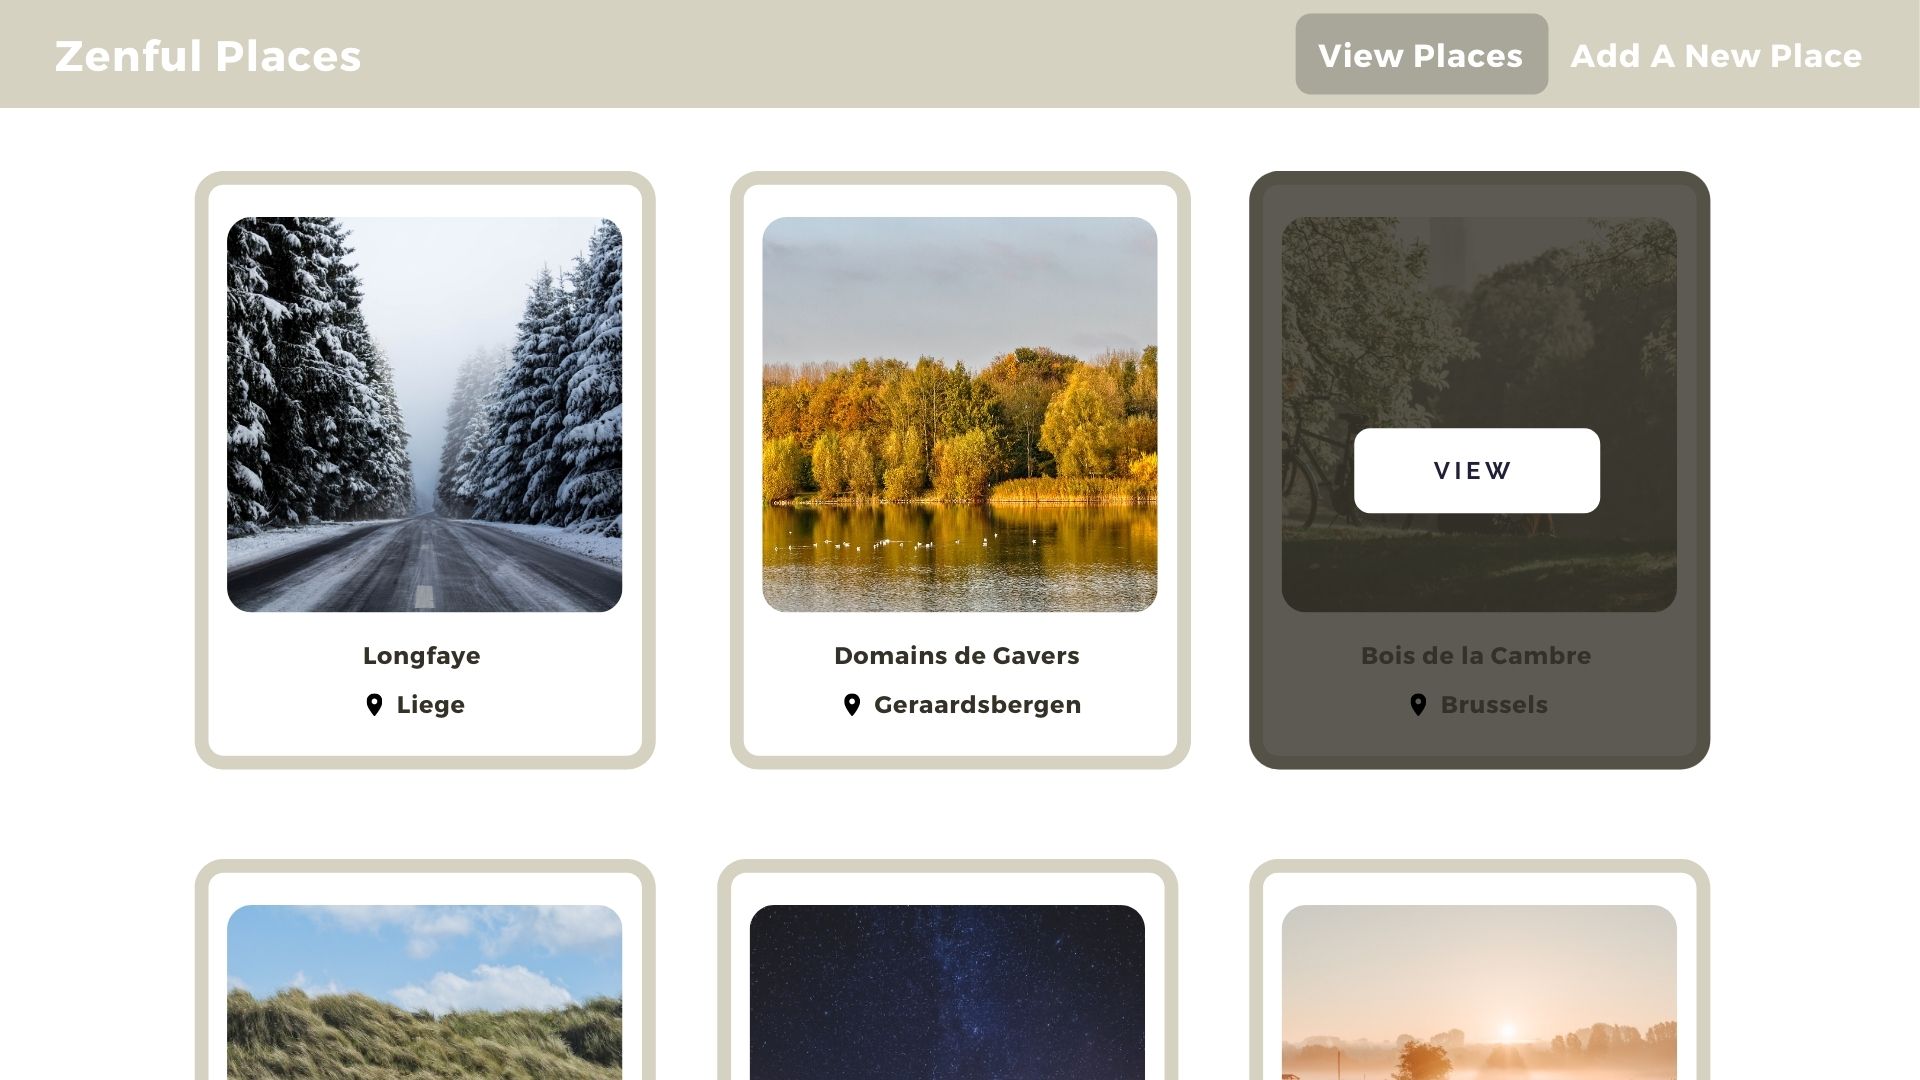 Zenful Places
View Places
Add A New Place
VIEW
Longfaye
Liege
Domains de Gavers
Geraardsbergen
Bois de la Cambre
Brussels